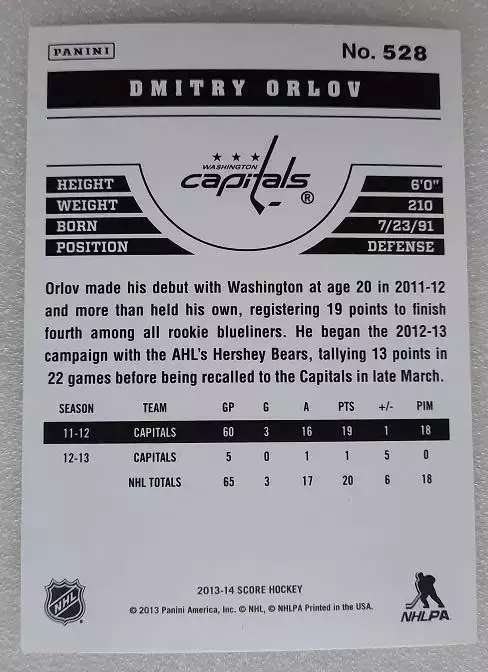 PANINI
No. 528
DMITRY ORLOV
WASHINGTON
capitals
®
HEIGHT 6'0"
WEIGHT 210
BORN 7/23/91
POSITION DEFENSE
Orlov made his debut with Washington at age 20 in 2011-12
and more than held his own, registering 19 points to finish
fourth among all rookie blueliners. He began the 2012-13
campaign with the AHL's Hershey Bears, tallying 13 points in
22 games before being recalled to the Capitals in late March.
SEASON TEAM GP G A PTS +/- PIM
11-12 CAPITALS 60 3 16 19 1 18
12-13 CAPITALS 5 0 1 1 5 0
NHL TOTALS 65 3 17 20 6 18
2013-14 SCORE HOCKEY
© 2013 Panini America, Inc. © NHL, © NHLPA Printed in the USA.
NHL
NHLPA